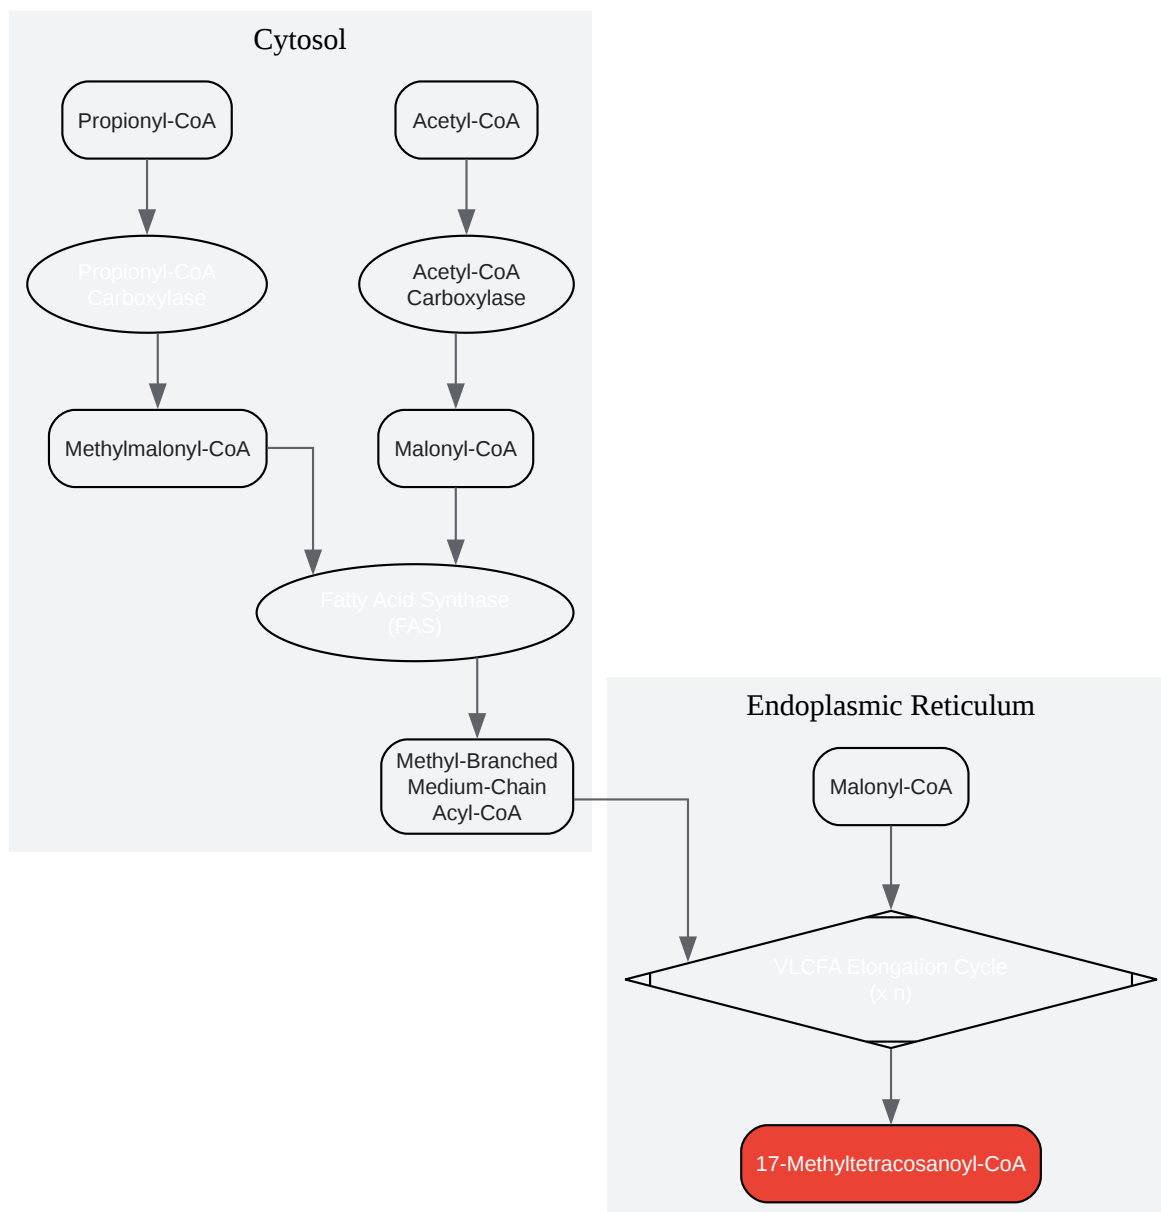 Cytosol
Propionyl-CoA
Acetyl-CoA
Propionyl-CoA
Carboxylase
Acetyl-CoA
Carboxylase
Methylmalonyl-CoA
Malonyl-CoA
Fatty Acid Synthase
(FAS)
Methyl-Branched
Medium-Chain
Acyl-CoA
Endoplasmic Reticulum
Malonyl-CoA
VLCFA Elongation Cycle
(x n)
17-Methyltetracosanoyl-CoA